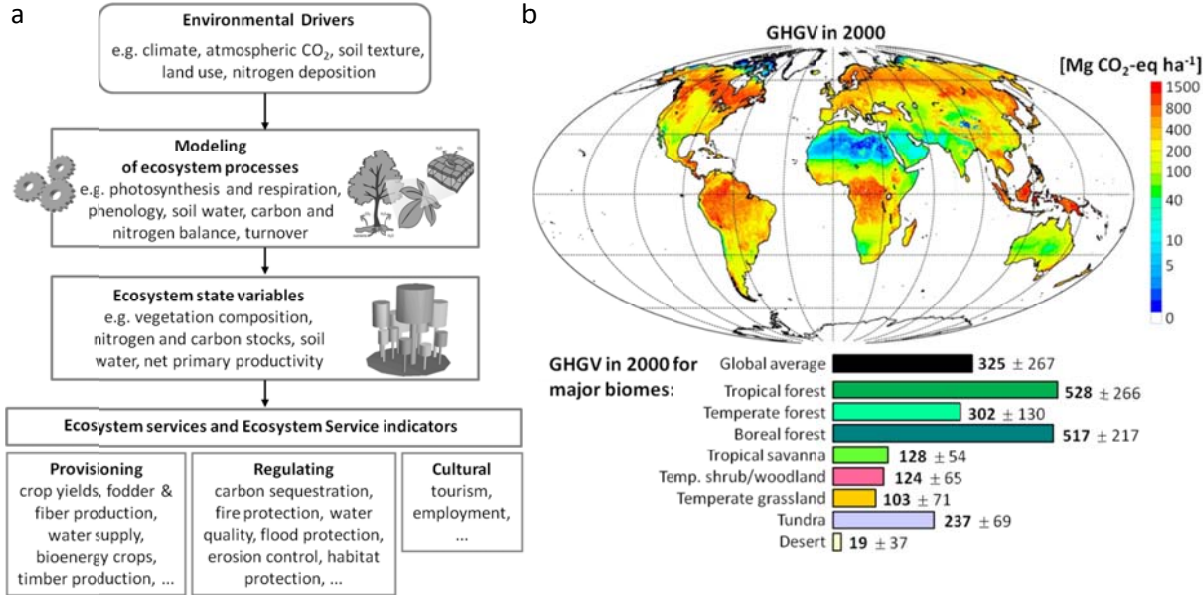 a
Environmental Drivers
e.g. climate, atmospheric CO₂, soil texture,
land use, nitrogen deposition
Modeling
of ecosystem processes
e.g. photosynthesis and respiration,
phenology, soil water, carbon and
nitrogen balance, turnover
Ecosystem state variables
e.g. vegetation composition,
nitrogen and carbon stocks, soil
water, net primary productivity
Ecosystem services and Ecosystem Service indicators
Provisioning
crop yields, fodder &
fiber production,
water supply,
bioenergy crops,
timber production, ...
Regulating
carbon sequestration,
fire protection, water
quality, flood protection,
erosion control, habitat
protection, ...
Cultural
tourism,
employment,
...
b
GHGV in 2000
[Mg CO₂-eq ha⁻¹]
1500
800
400
200
100
40
10
5
0
GHGV in 2000 for
major biomes:
Global average 325 ± 267
Tropical forest 528 ± 266
Temperate forest 302 ± 130
Boreal forest 517 ± 217
Tropical savanna 128 ± 54
Temp. shrub/woodland 124 ± 65
Temperate grassland 103 ± 71
Tundra 237 ± 69
Desert 19 ± 37